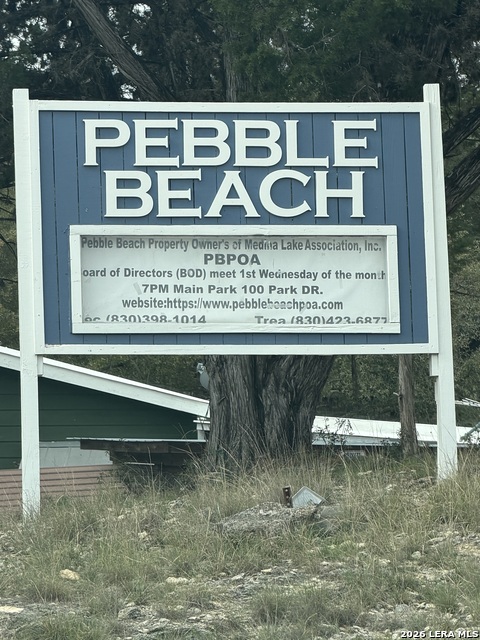 PEBBLE
BEACH
Pebble Beach Property Owner's of Medina Lake Association, Inc.
PBPOA
oard of Directors (BOD) meet 1st Wednesday of the month
7PM Main Park 100 Park DR.
website:https://www.pebblebeachpoa.com
ec (830)398-1014 Trea (830)423-6877
2026 LERA MLS